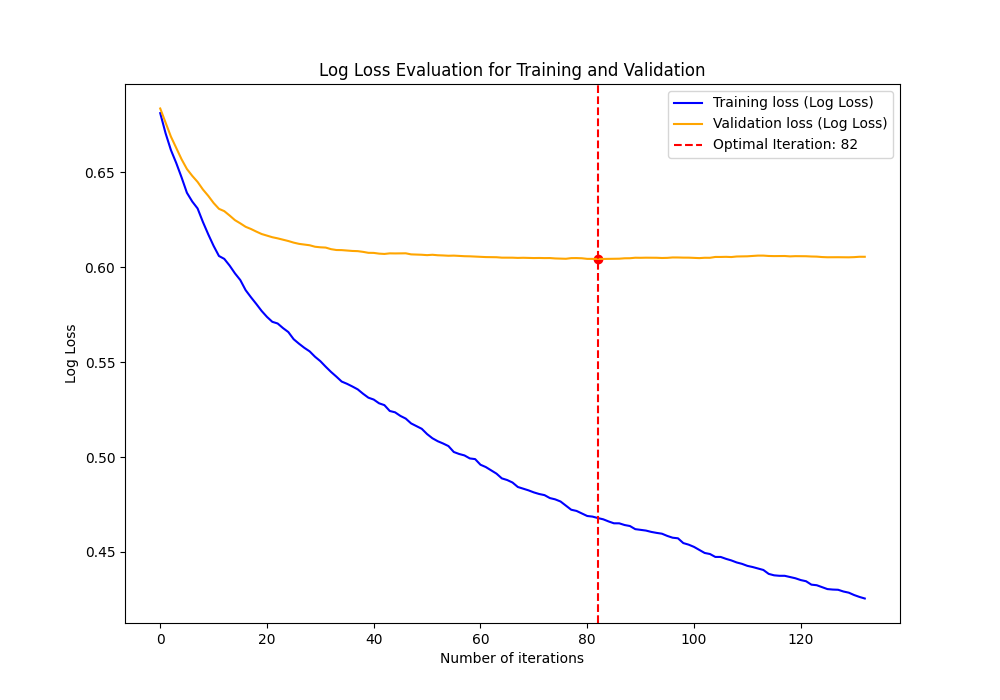 Log Loss Evaluation for Training and Validation
Training loss (Log Loss)
Validation loss (Log Loss)
Optimal Iteration: 82
Log Loss
0.65
0.60
0.55
0.50
0.45
0 20 40 60 80 100 120
Number of iterations